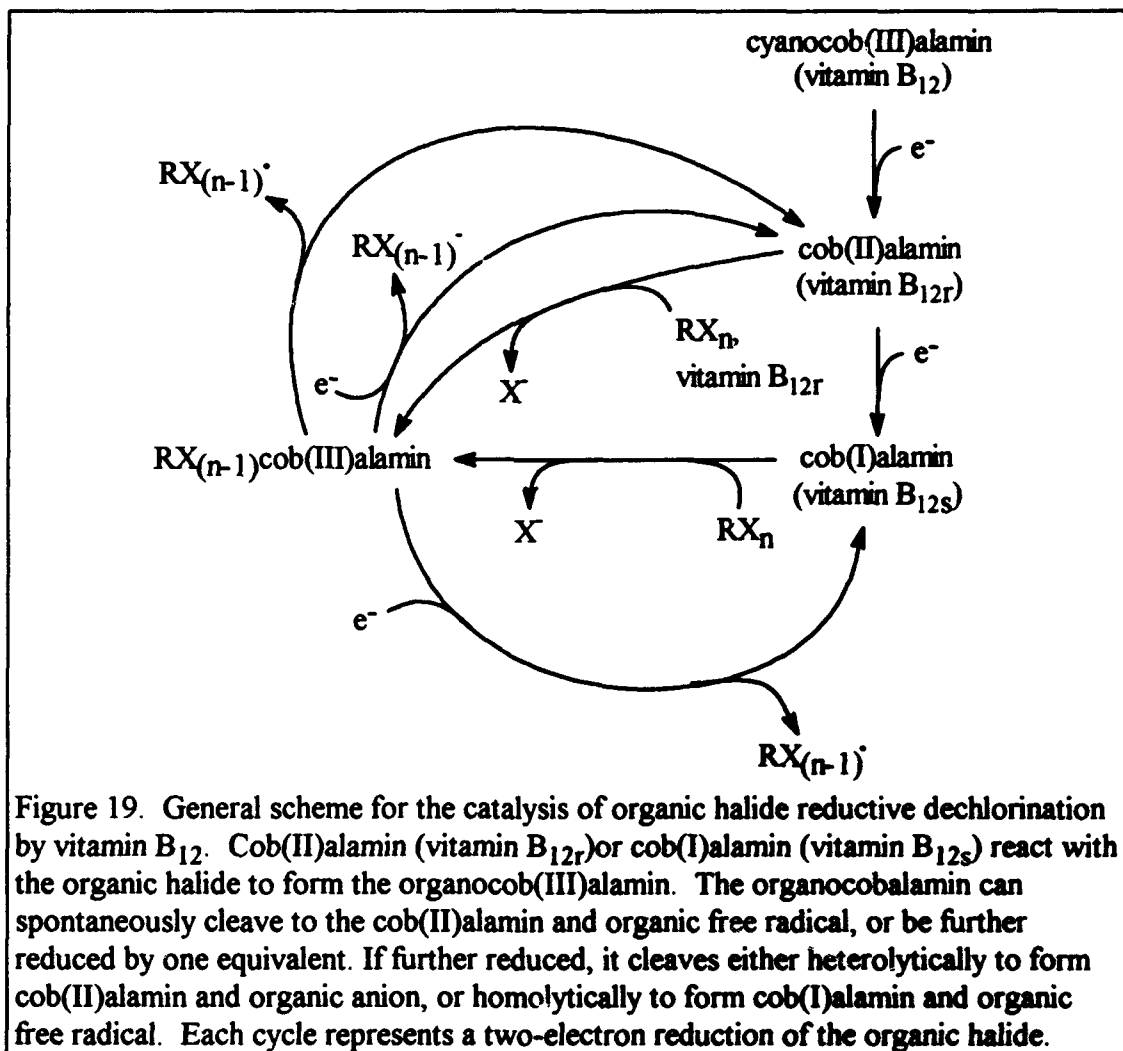 cyanocob(III)alamin
(vitamin B12)
e-
RX(n-1)•
RX(n-1)-
cob(II)alamin
(vitamin B12r)
RXn,
vitamin B12r
e-
X-
e-
RX(n-1)cob(III)alamin
cob(I)alamin
(vitamin B12s)
X-
RXn
e-
RX(n-1)•
Figure 19. General scheme for the catalysis of organic halide reductive dechlorination
by vitamin B12. Cob(II)alamin (vitamin B12r)or cob(I)alamin (vitamin B12s) react with
the organic halide to form the organocob(III)alamin. The organocobalamin can
spontaneously cleave to the cob(II)alamin and organic free radical, or be further
reduced by one equivalent. If further reduced, it cleaves either heterolytically to form
cob(II)alamin and organic anion, or homolytically to form cob(I)alamin and organic
free radical. Each cycle represents a two-electron reduction of the organic halide.